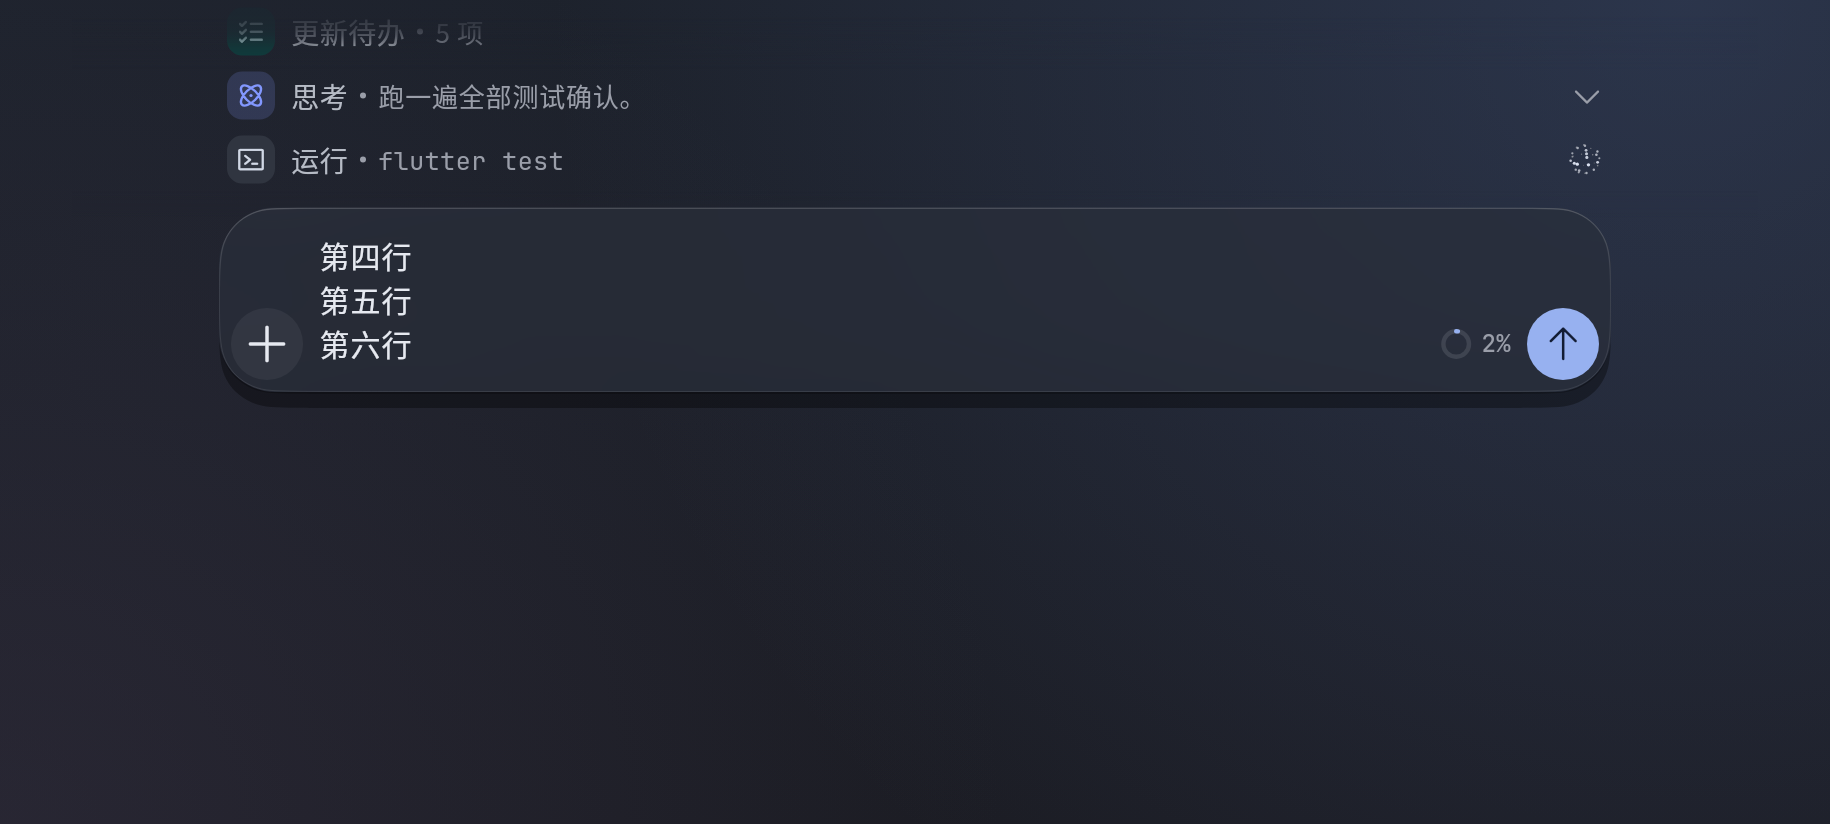 更新待办·5 项
思考·跑一遍全部测试确认。
运行·flutter test
第四行
第五行
第六行
2%